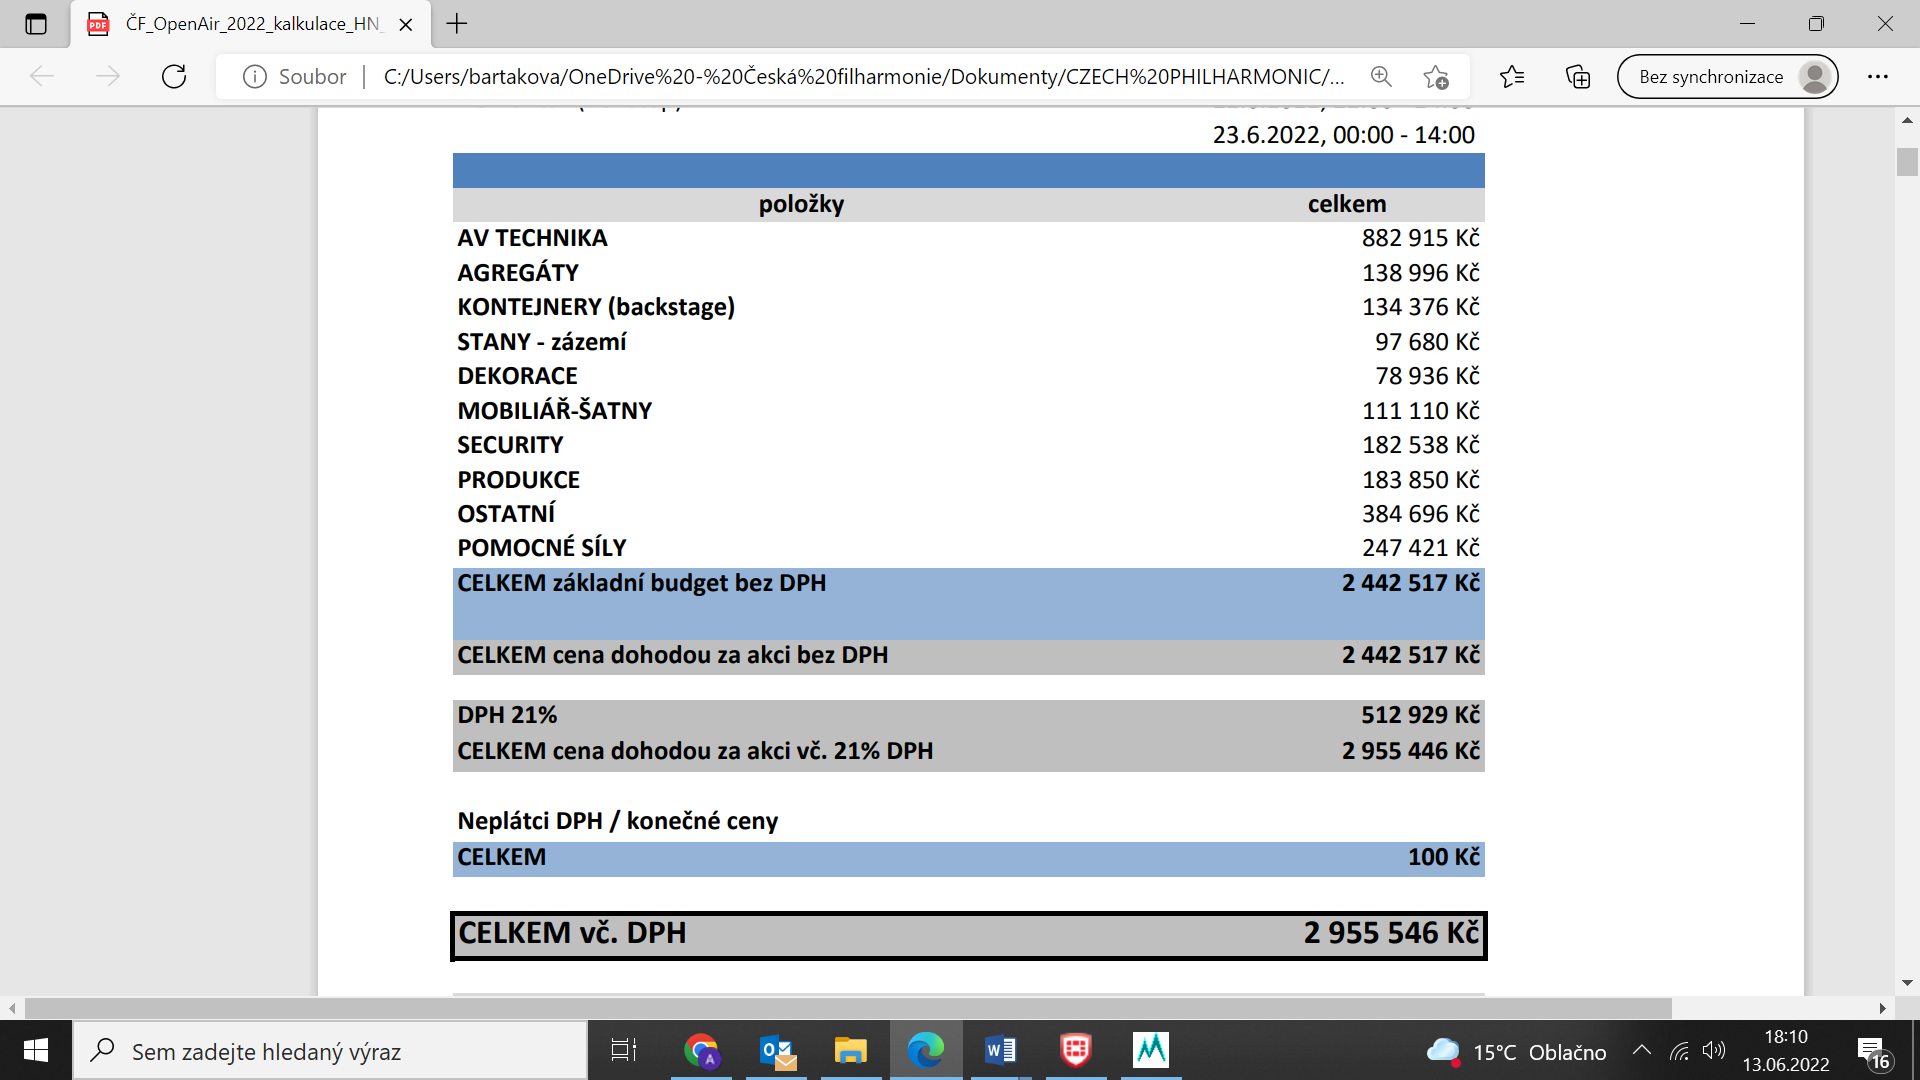 ČF_OpenAir_2022_kalkulace_HN_
Soubor
C:/Users/bartakova/OneDrive%20-%20Česká%20filharmonie/Dokumenty/CZECH%20PHILHARMONIC/...
Bez synchronizace
23.6.2022, 00:00 - 14:00
položky celkem
AV TECHNIKA 882 915 Kč
AGREGÁTY 138 996 Kč
KONTEJNERY (backstage) 134 376 Kč
STANY - zázemí 97 680 Kč
DEKORACE 78 936 Kč
MOBILIÁŘ-ŠATNY 111 110 Kč
SECURITY 182 538 Kč
PRODUKCE 183 850 Kč
OSTATNÍ 384 696 Kč
POMOCNÉ SÍLY 247 421 Kč
CELKEM základní budget bez DPH 2 442 517 Kč
CELKEM cena dohodou za akci bez DPH 2 442 517 Kč
DPH 21% 512 929 Kč
CELKEM cena dohodou za akci vč. 21% DPH 2 955 446 Kč
Neplátci DPH / konečné ceny
CELKEM 100 Kč
CELKEM vč. DPH 2 955 546 Kč
Sem zadejte hledaný výraz
15°C Oblačno
18:10
13.06.2022
16